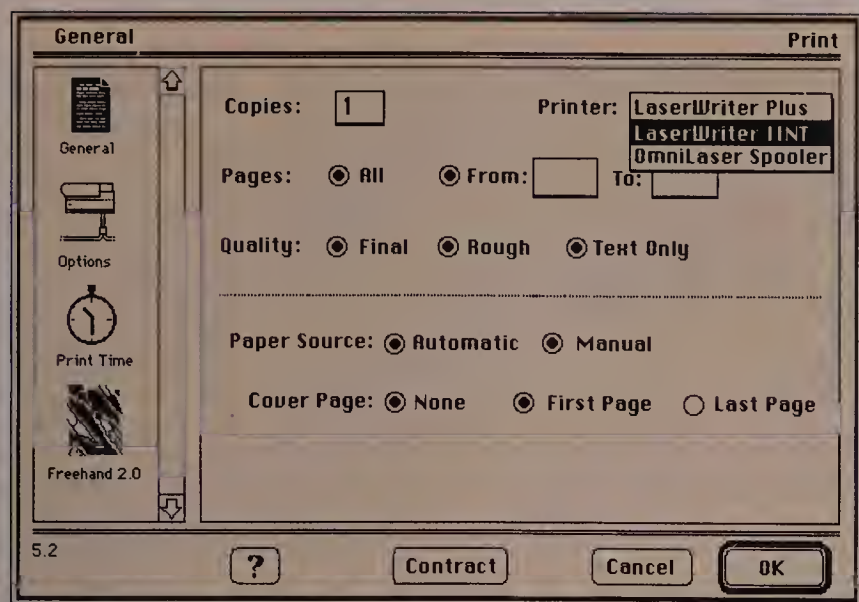 General
Print
General
Options
Print Time
Freehand 2.0
Copies: 1
Printer: LaserWriter Plus
LaserWriter IINT
OmniLaser Spooler
Pages: All From: To:
Quality: Final Rough Text Only
Paper Source: Automatic Manual
Cover Page: None First Page Last Page
5.2
?
Contract
Cancel
OK